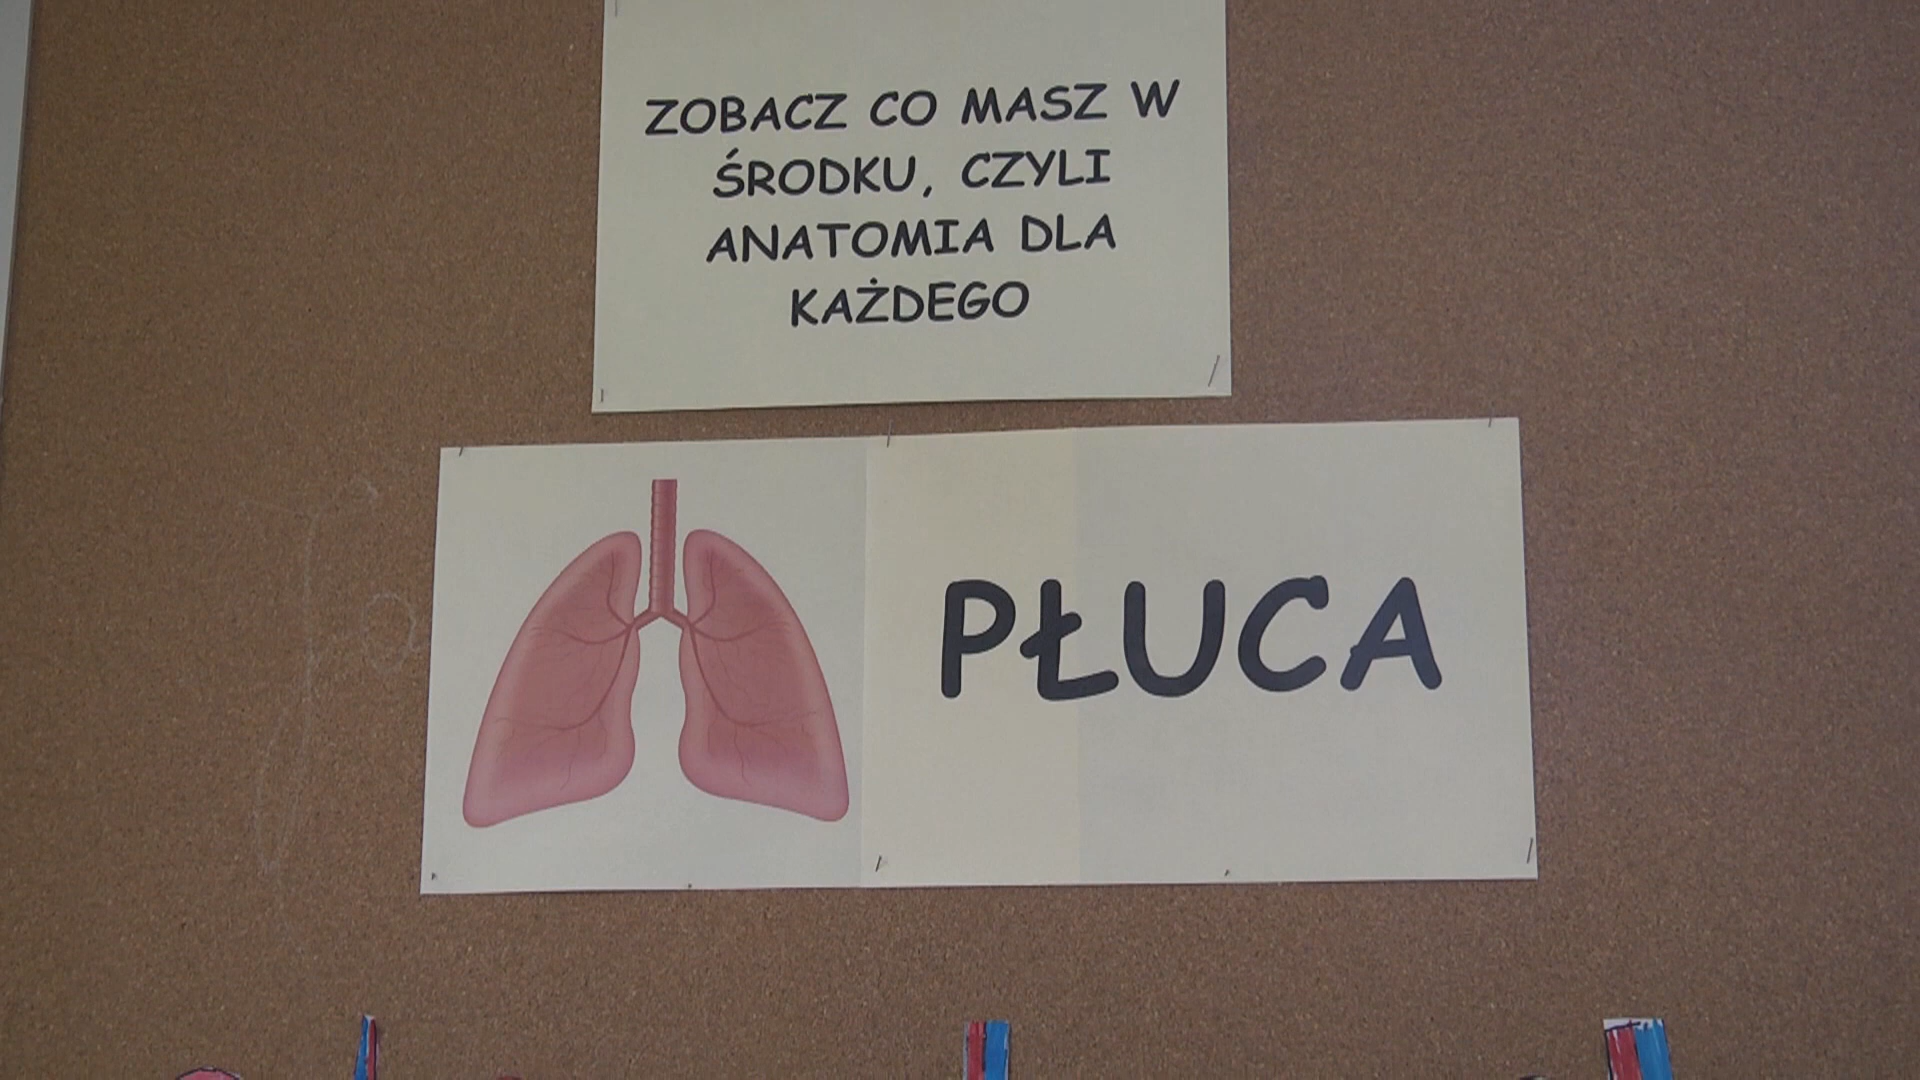 ZOBACZ CO MASZ W
ŚRODKU, CZYLI
ANATOMIA DLA
KAŻDEGO
PŁUCA